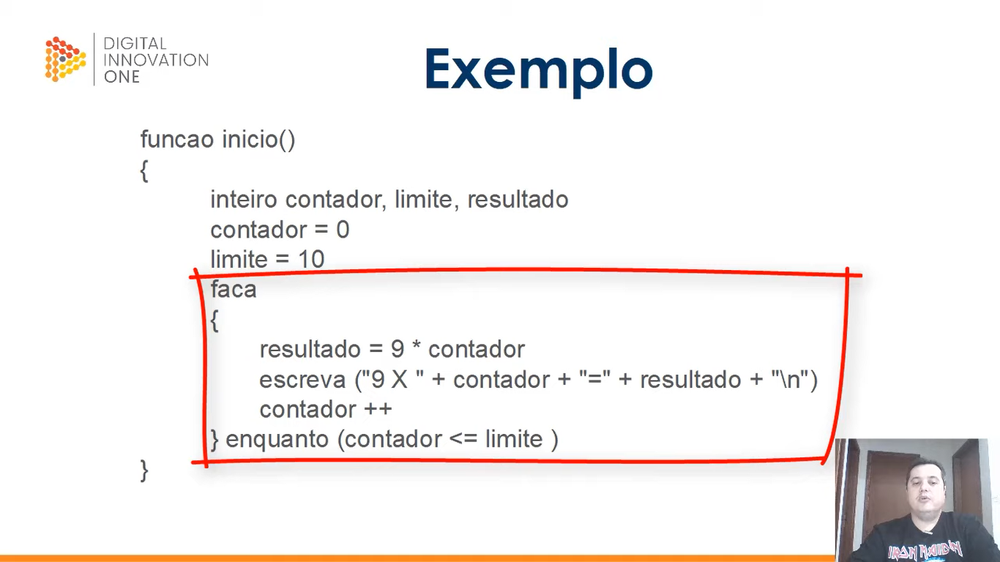 DIGITAL
INNOVATION
ONE
Exemplo
funcao inicio()
{
inteiro contador, limite, resultado
contador = 0
limite = 10
faca
{
resultado = 9 * contador
escreva ("9 X " + contador + "=" + resultado + "\n")
contador ++
} enquanto (contador <= limite )
}
IRON MAIDEN